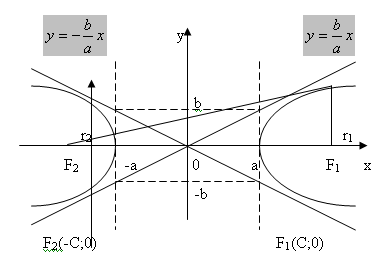 y = - b/a x
y = b/a x
y
b
r₂
r₁
F₂
-a
0
a
F₁
x
-b
F₂(-C;0)
F₁(C;0)